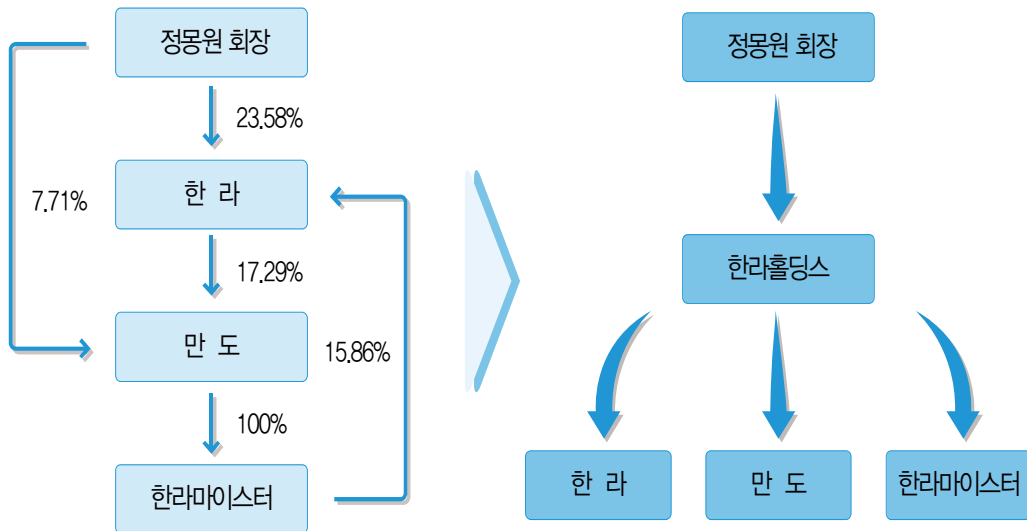 정몽원 회장
23.58%
한 라
7.71%
17.29%
만 도
15.86%
100%
한라마이스터
정몽원 회장
한라홀딩스
한 라
만 도
한라마이스터